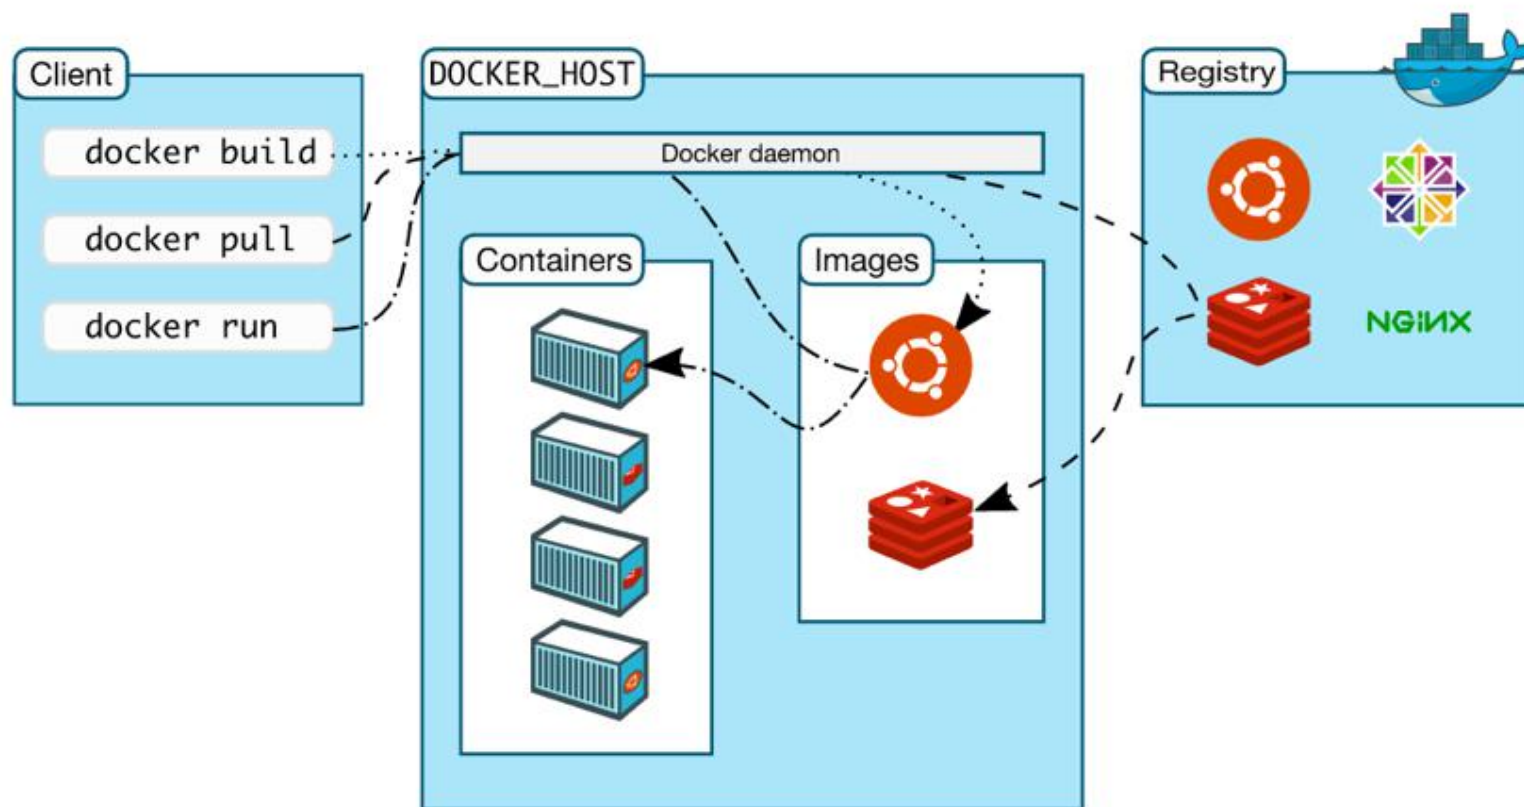 Client
docker build
docker pull
docker run
DOCKER_HOST
Docker daemon
Containers
Images
Registry
NGiNX